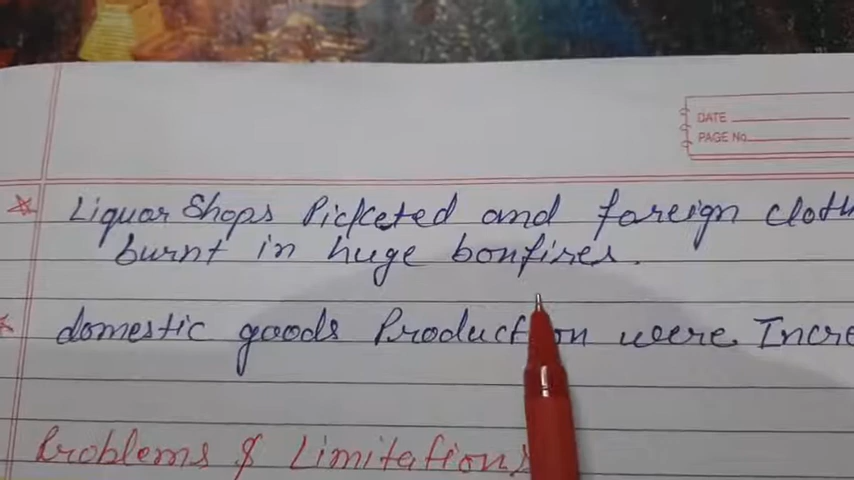 DATE
PAGE No.
Liquar Shops Picketed and foreign cloth
burnt in huge bonfires.
domestic goods Production were Incre
Problems & Limitations